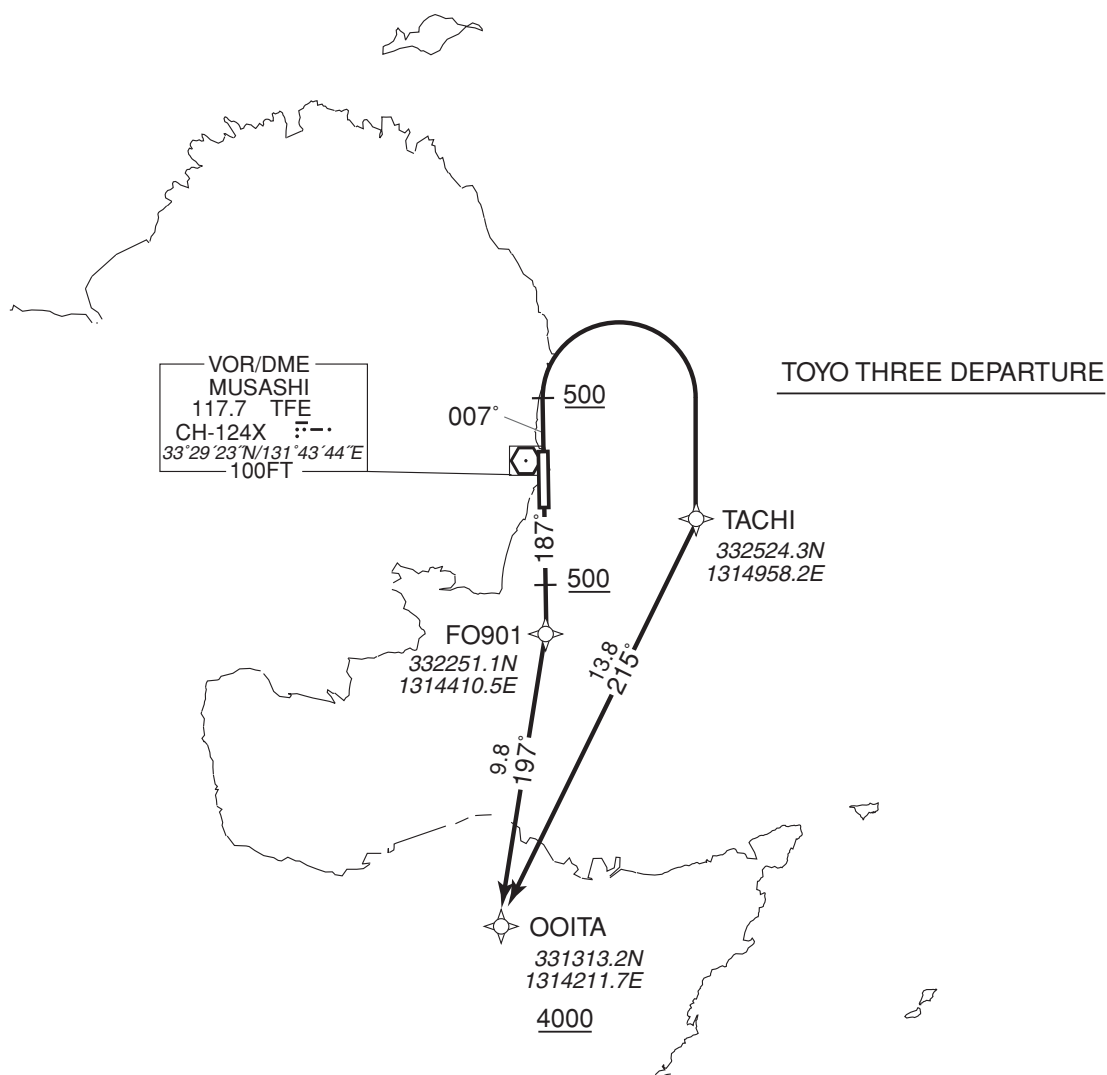 VOR/DME
MUSASHI
117.7 TFE
CH-124X
33°29´23˝N/131°43´44˝E
100FT
TOYO THREE DEPARTURE
500
007°
187°
500
TACHI
332524.3N
1314958.2E
FO901
332251.1N
1314410.5E
13.8
215°
9.8
197°
OOITA
331313.2N
1314211.7E
4000